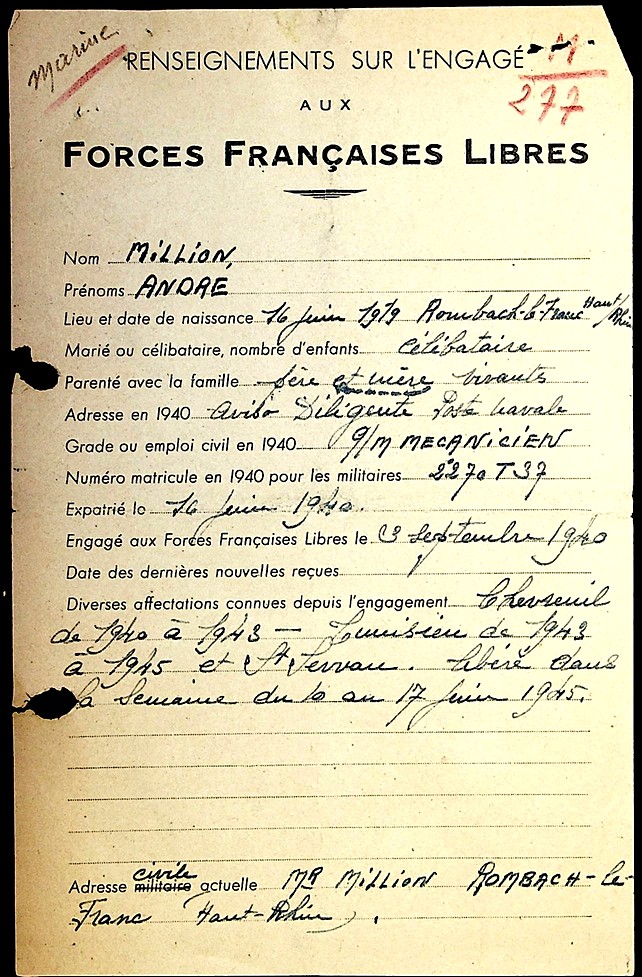 Marine
RENSEIGNEMENTS SUR L'ENGAGÉ M
277
AUX
FORCES FRANÇAISES LIBRES
Nom MiLLiON,
Prénoms ANDRE
Lieu et date de naissance 16 juin 1919 Rombach-le-Franc Haut/Rhin
Marié ou célibataire, nombre d'enfants célibataire
Parenté avec la famille père et mère vivants
Adresse en 1940 aviso Diligente Poste navale
Grade ou emploi civil en 1940 q/m MECANiCiEN
Numéro matricule en 1940 pour les militaires 2270 T 37
Expatrié le 16 juin 1940.
Engagé aux Forces Françaises Libres le 3 septembre 1940
Date des dernières nouvelles reçues
Diverses affectations connues depuis l'engagement Chevreuil
de 1940 à 1943 — Tunisien de 1943
à 1945 et St Servan. libéré dans
la semaine du 10 au 17 juin 1945.
Adresse militaire civile actuelle MR MiLLiON ROMBACH-le-
Franc Haut-Rhin.